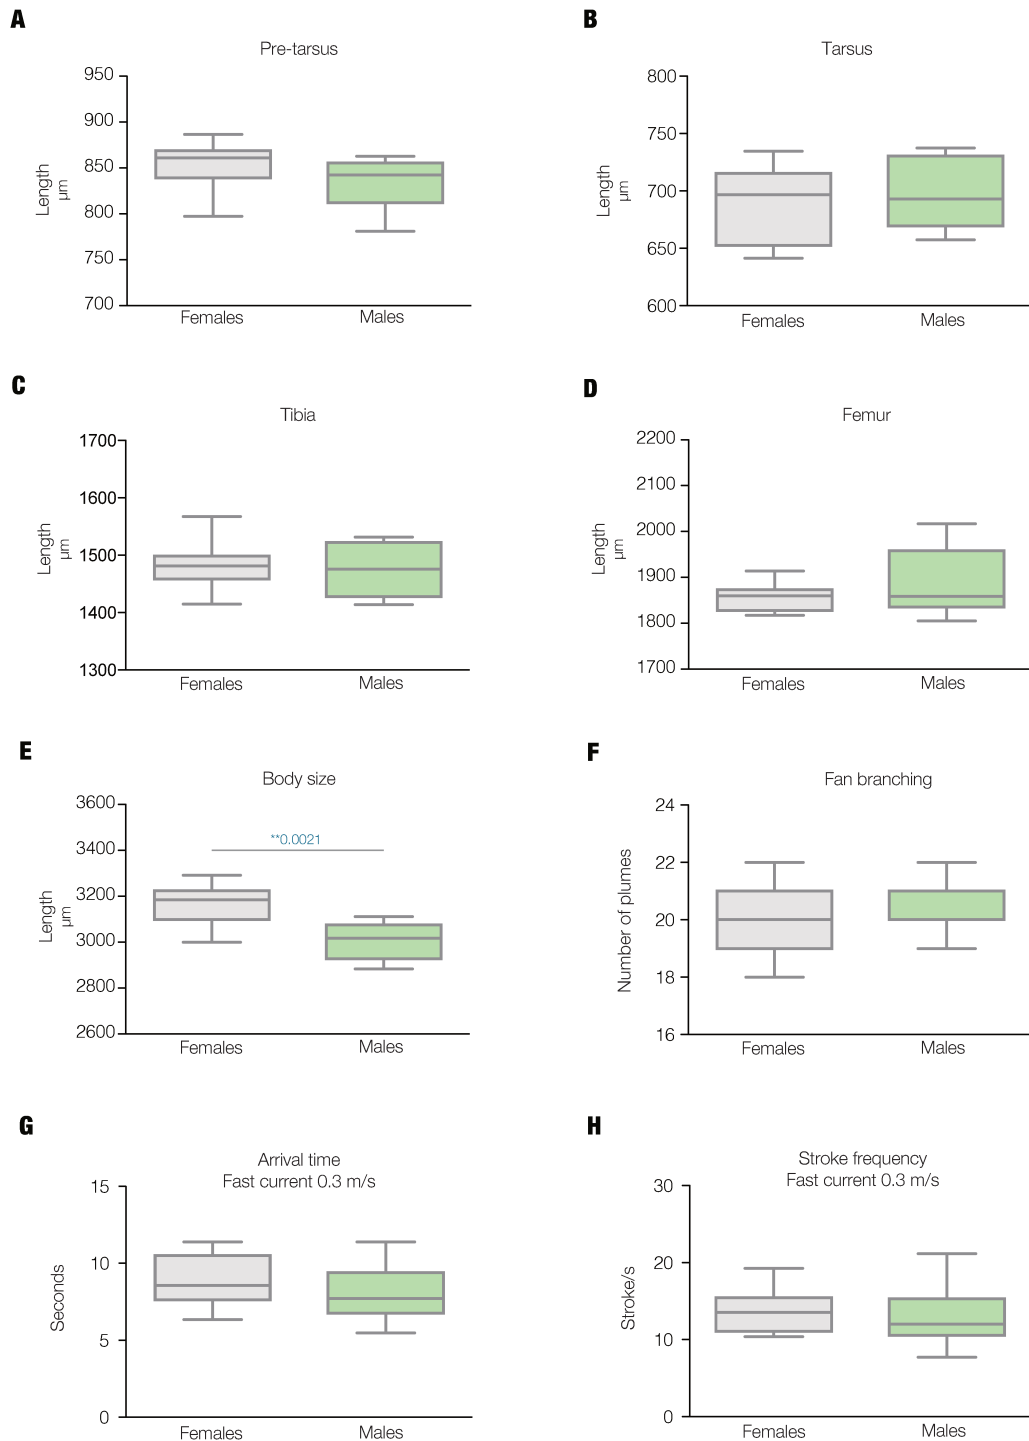 A
Pre-tarsus
950
900
850
800
750
700
Length
µm
Females
Males
B
Tarsus
800
750
700
650
600
Length
µm
Females
Males
C
Tibia
1700
1600
1500
1400
1300
Length
µm
Females
Males
D
Femur
2200
2100
2000
1900
1800
1700
Length
µm
Females
Males
E
Body size
3600
3400
3200
3000
2800
2600
**0.0021
Length
µm
Females
Males
F
Fan branching
24
22
20
18
16
Number of plumes
Females
Males
G
Arrival time
Fast current 0.3 m/s
15
10
5
0
Seconds
Females
Males
H
Stroke frequency
Fast current 0.3 m/s
30
20
10
0
Stroke/s
Females
Males